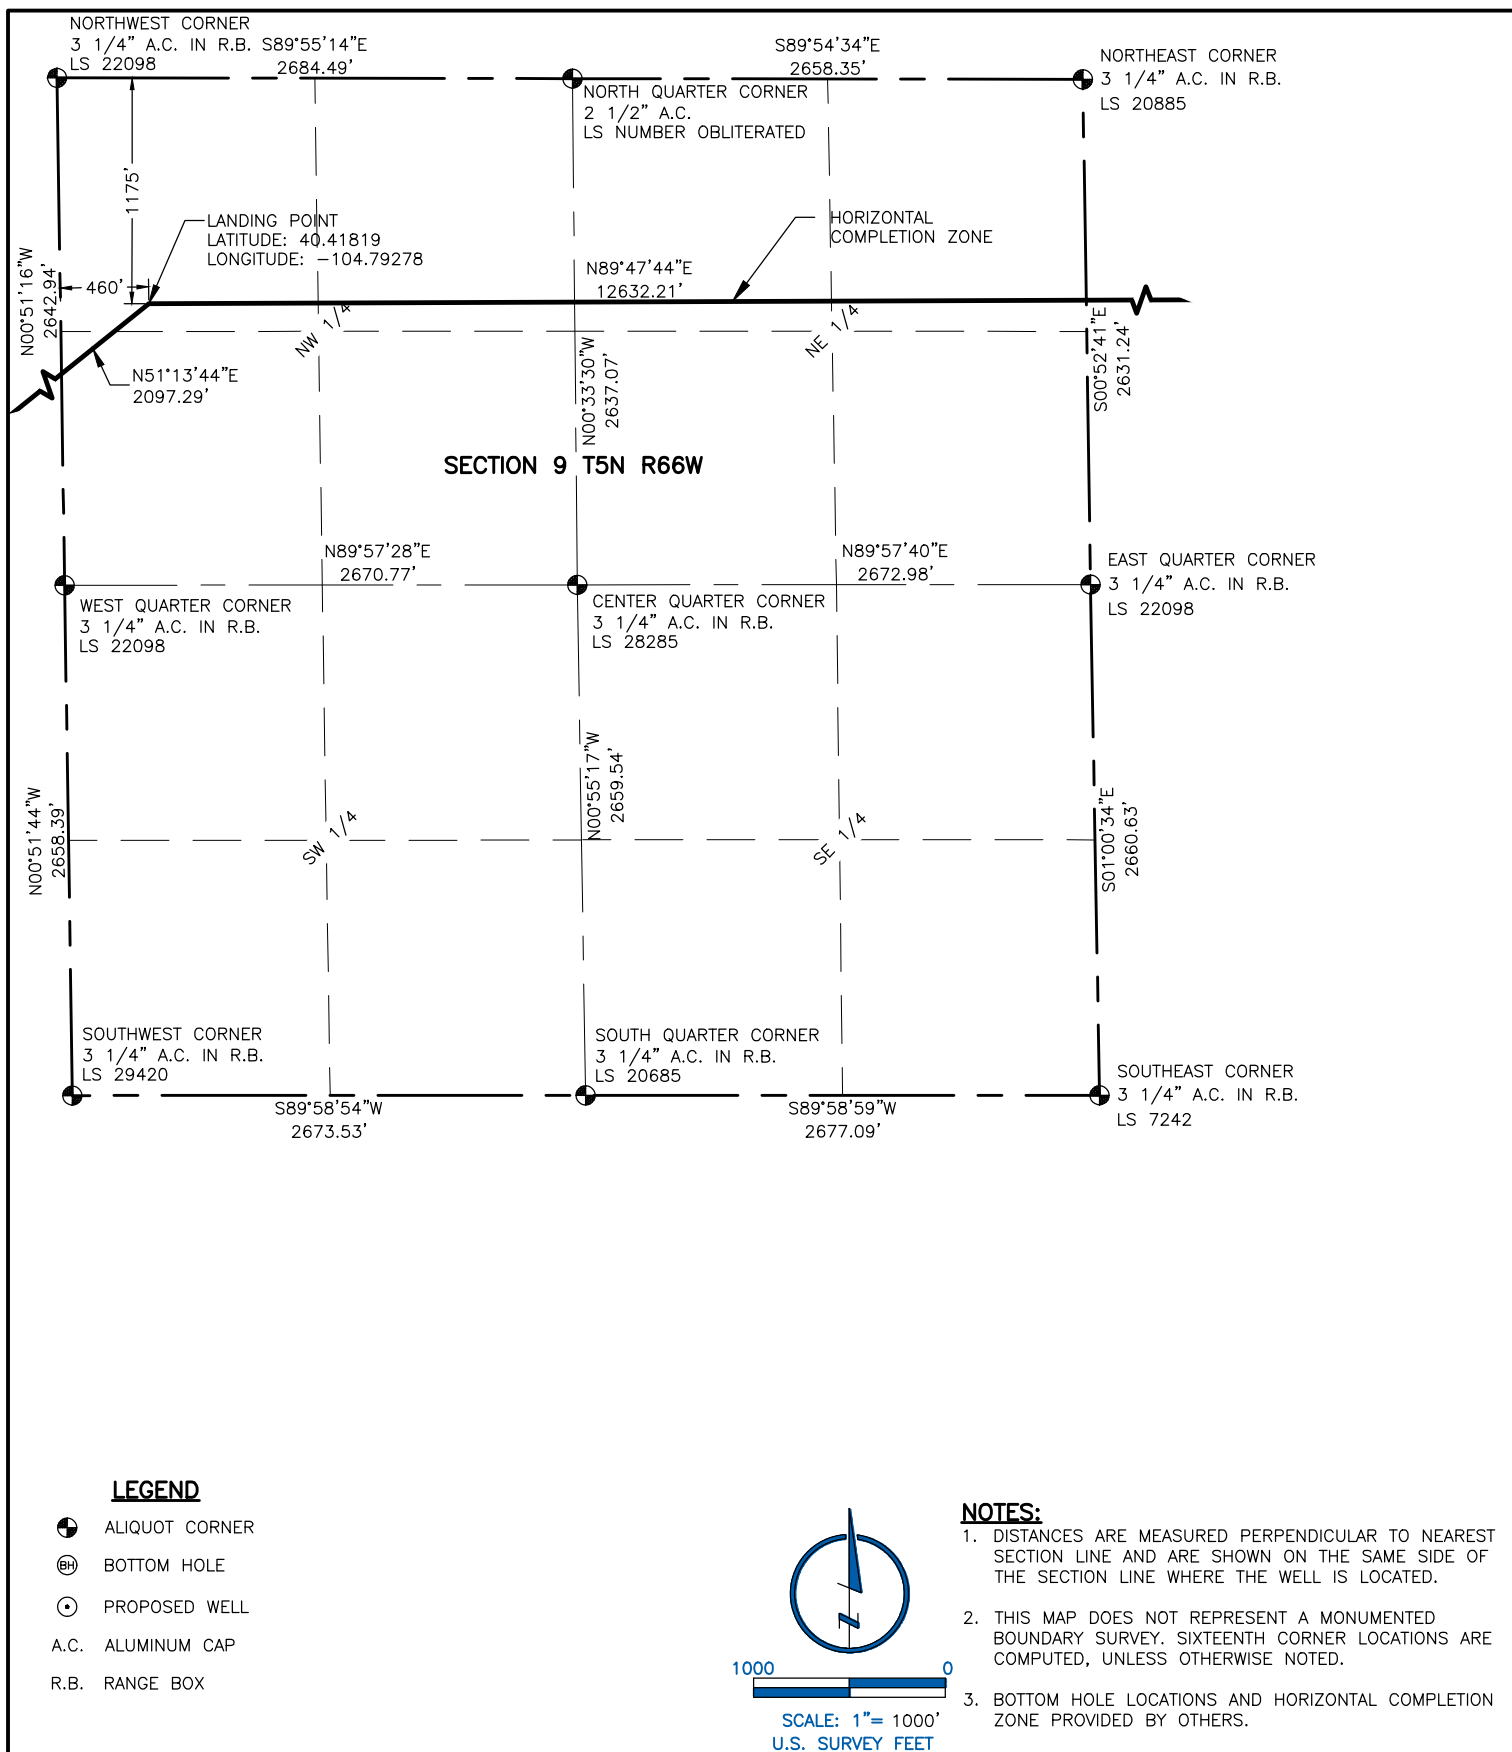 NORTHWEST CORNER
3 1/4" A.C. IN R.B.
LS 22098
S89°55'14"E
2684.49'
S89°54'34"E
2658.35'
NORTHEAST CORNER
3 1/4" A.C. IN R.B.
LS 20885
NORTH QUARTER CORNER
2 1/2" A.C.
LS NUMBER OBLITERATED
1175'
LANDING POINT
LATITUDE: 40.41819
LONGITUDE: -104.79278
HORIZONTAL
COMPLETION ZONE
N00°51'16"W
2642.94'
460'
N89°47'44"E
12632.21'
NW 1/4
NE 1/4
N51°13'44"E
2097.29'
N00°33'30"W
2637.07'
S00°52'41"E
2631.24'
SECTION 9 T5N R66W
N89°57'28"E
2670.77'
N89°57'40"E
2672.98'
EAST QUARTER CORNER
3 1/4" A.C. IN R.B.
LS 22098
WEST QUARTER CORNER
3 1/4" A.C. IN R.B.
LS 22098
CENTER QUARTER CORNER
3 1/4" A.C. IN R.B.
LS 28285
N00°51'44"W
2658.39'
SW 1/4
N00°55'17"W
2659.54'
SE 1/4
S01°00'34"E
2660.63'
SOUTHWEST CORNER
3 1/4" A.C. IN R.B.
LS 29420
SOUTH QUARTER CORNER
3 1/4" A.C. IN R.B.
LS 20685
SOUTHEAST CORNER
3 1/4" A.C. IN R.B.
LS 7242
S89°58'54"W
2673.53'
S89°58'59"W
2677.09'
LEGEND
ALIQUOT CORNER
BH BOTTOM HOLE
PROPOSED WELL
A.C. ALUMINUM CAP
R.B. RANGE BOX
N
1000 0
SCALE: 1"= 1000'
U.S. SURVEY FEET
NOTES:
1. DISTANCES ARE MEASURED PERPENDICULAR TO NEAREST
SECTION LINE AND ARE SHOWN ON THE SAME SIDE OF
THE SECTION LINE WHERE THE WELL IS LOCATED.
2. THIS MAP DOES NOT REPRESENT A MONUMENTED
BOUNDARY SURVEY. SIXTEENTH CORNER LOCATIONS ARE
COMPUTED, UNLESS OTHERWISE NOTED.
3. BOTTOM HOLE LOCATIONS AND HORIZONTAL COMPLETION
ZONE PROVIDED BY OTHERS.